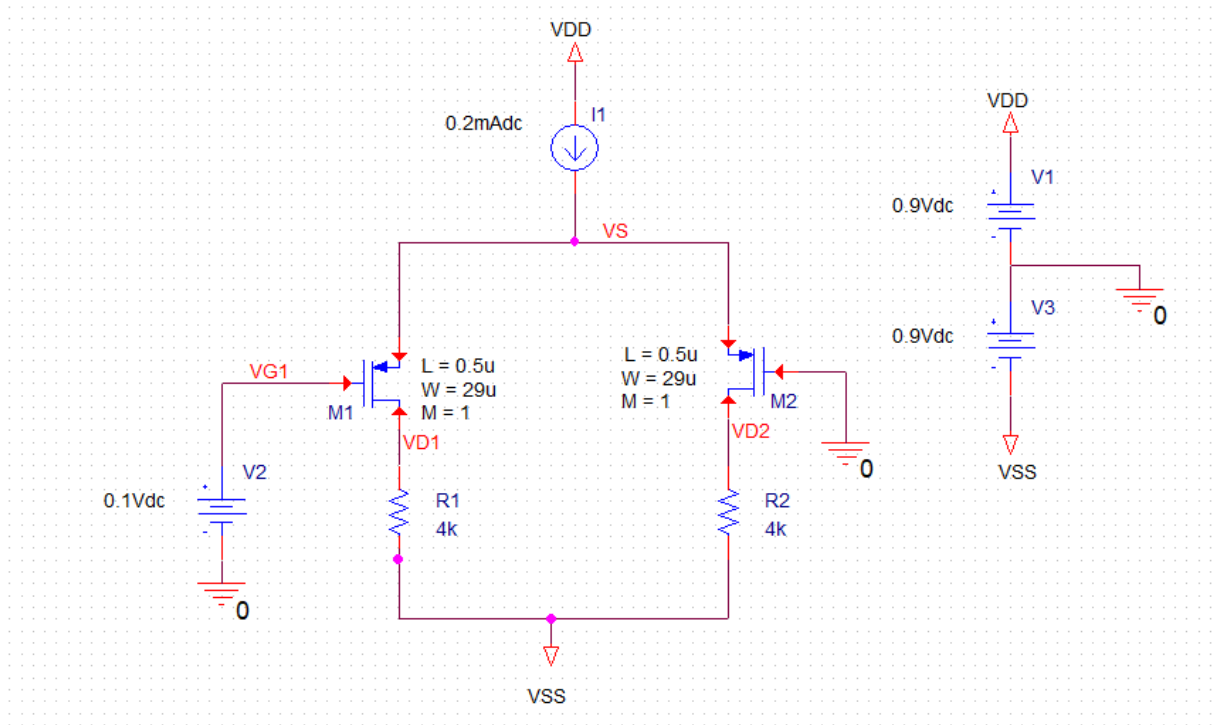 VDD
I1
0.2mAdc
VDD
V1
0.9Vdc
VS
0
V3
0.9Vdc
L = 0.5u
W = 29u
M = 1
L = 0.5u
W = 29u
M = 1
VG1
M1
M2
VD1
VD2
0
VSS
V2
0.1Vdc
R1
4k
R2
4k
0
VSS